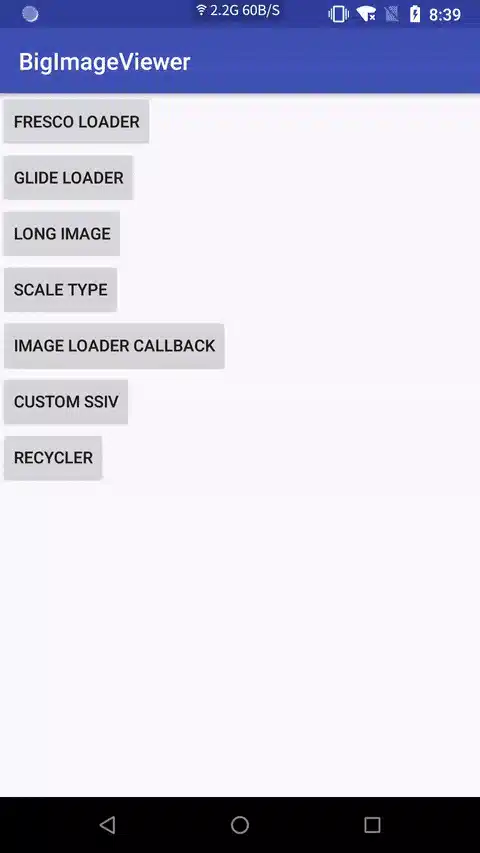 2.2G 60B/S
8:39
BigImageViewer
FRESCO LOADER
GLIDE LOADER
LONG IMAGE
SCALE TYPE
IMAGE LOADER CALLBACK
CUSTOM SSIV
RECYCLER